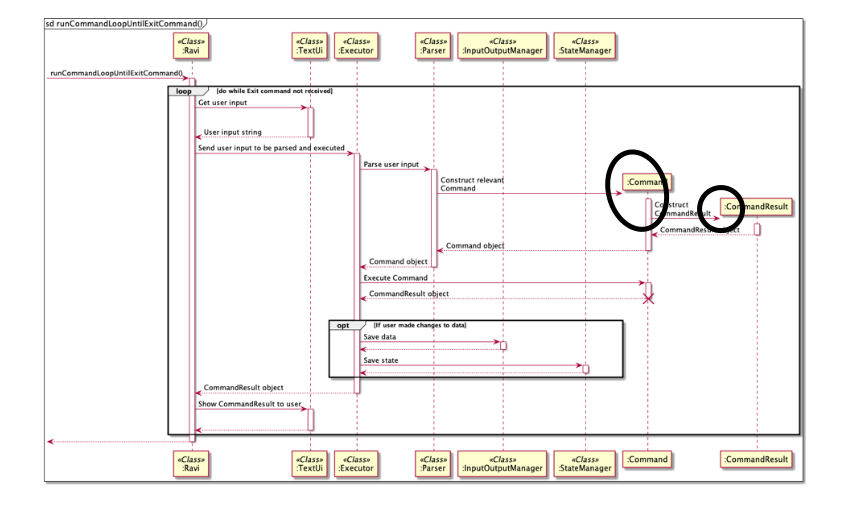 sd runCommandLoopUntilExitCommand()
«Class»
:Ravi
«Class»
:TextUi
«Class»
:Executor
«Class»
:Parser
«Class»
:InputOutputManager
«Class»
:StateManager
runCommandLoopUntilExitCommand()
loop [do while Exit command not received]
Get user input
User input string
Send user input to be parsed and executed
Parse user input
Construct relevant
Command
:Command
Construct
CommandResult
:CommandResult
CommandResult object
Command object
Command object
Execute Command
CommandResult object
opt [If user made changes to data]
Save data
Save state
CommandResult object
Show CommandResult to user
«Class»
:Ravi
«Class»
:TextUi
«Class»
:Executor
«Class»
:Parser
«Class»
:InputOutputManager
«Class»
:StateManager
:Command
:CommandResult